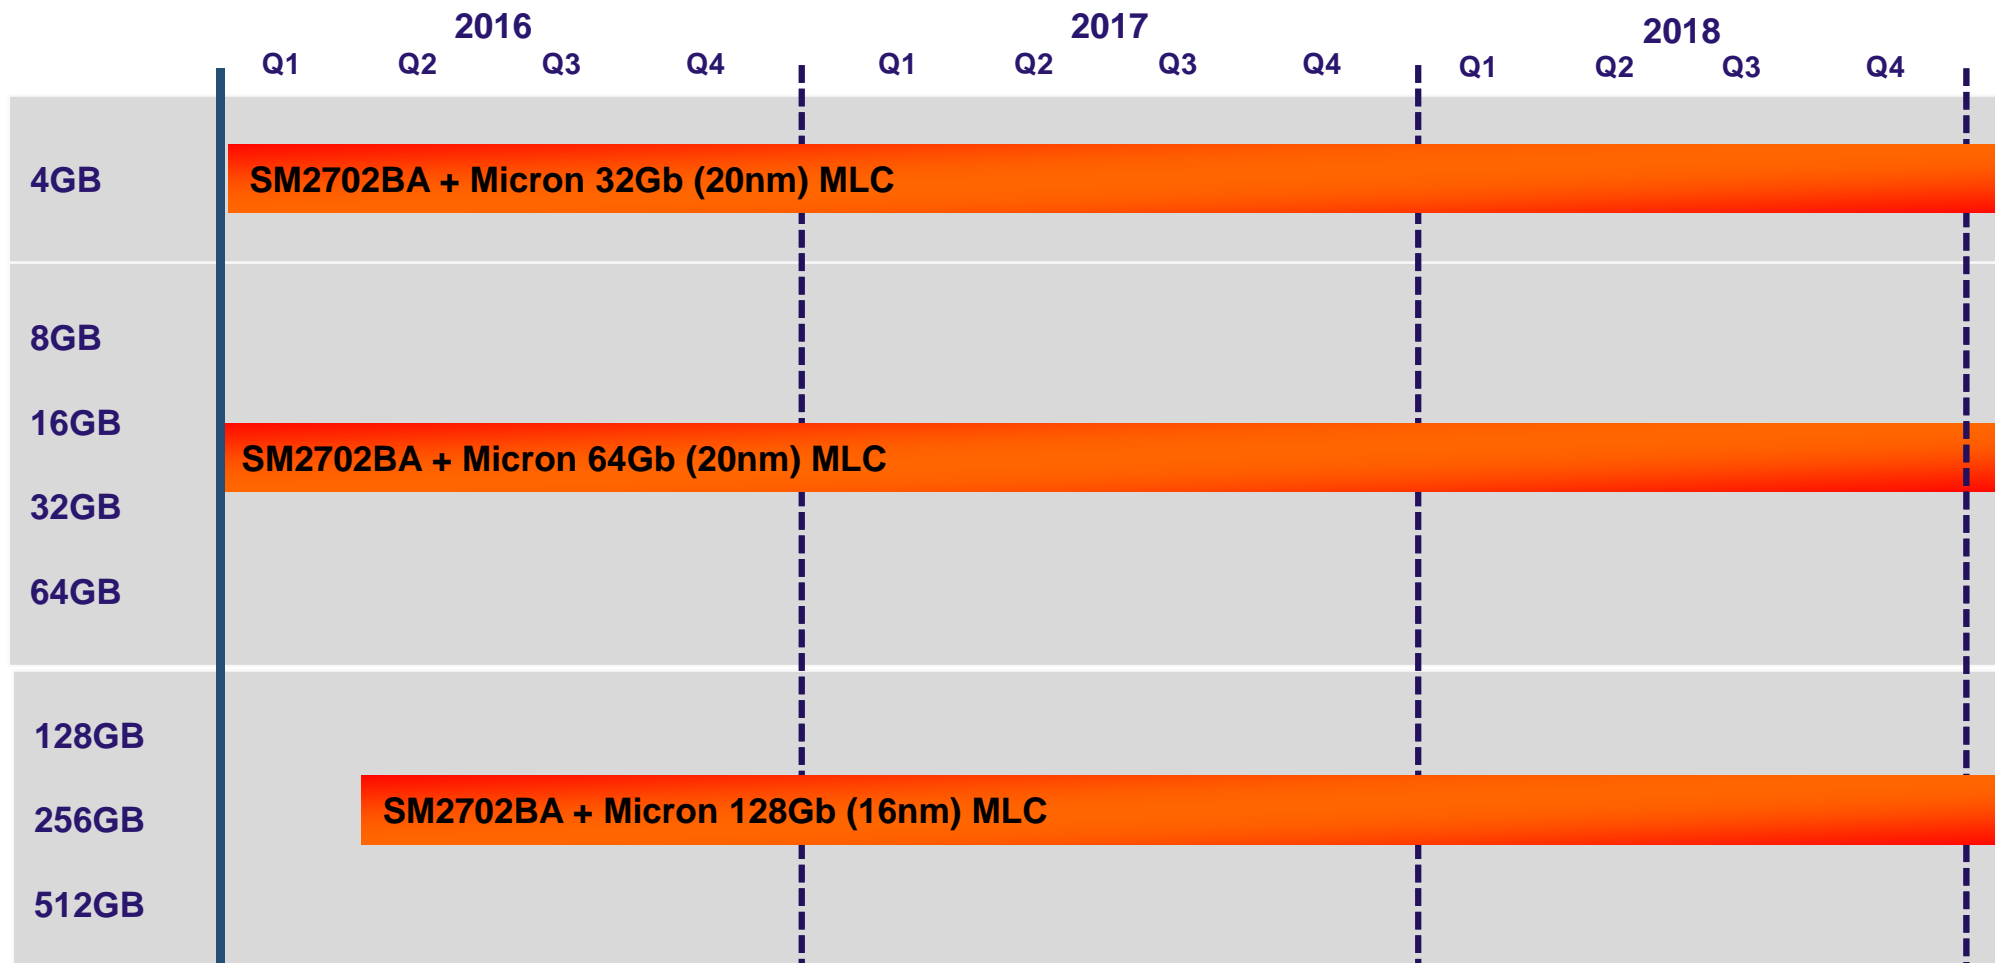 2016 2017 2018
Q1 Q2 Q3 Q4 Q1 Q2 Q3 Q4 Q1 Q2 Q3 Q4
4GB SM2702BA + Micron 32Gb (20nm) MLC
8GB
16GB
SM2702BA + Micron 64Gb (20nm) MLC
32GB
64GB
128GB
256GB SM2702BA + Micron 128Gb (16nm) MLC
512GB